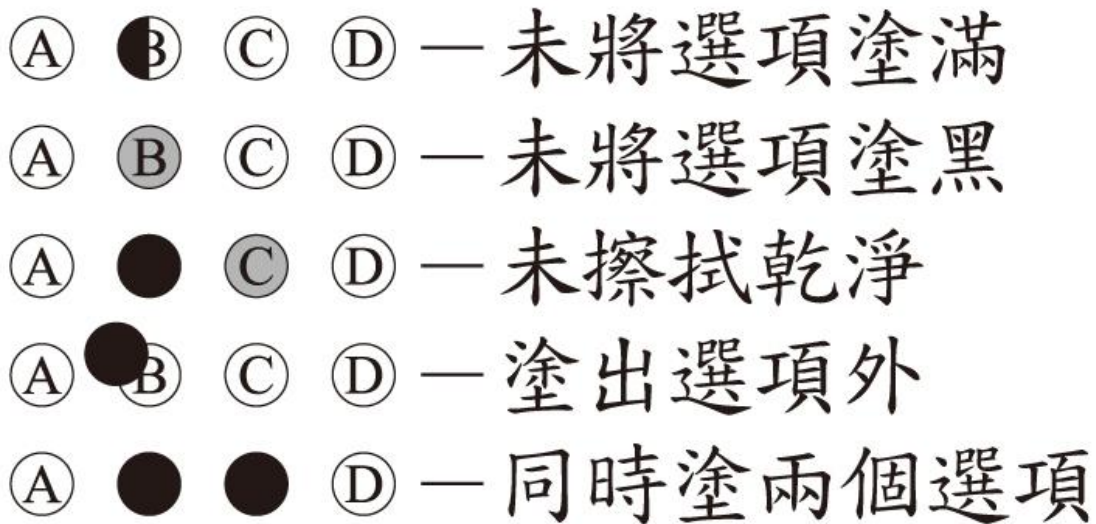 Ⓐ Ⓑ Ⓒ Ⓓ — 未將選項塗滿
Ⓐ Ⓑ Ⓒ Ⓓ — 未將選項塗黑
Ⓐ ● Ⓒ Ⓓ — 未擦拭乾淨
Ⓐ Ⓑ Ⓒ Ⓓ — 塗出選項外
Ⓐ ● ● Ⓓ — 同時塗兩個選項